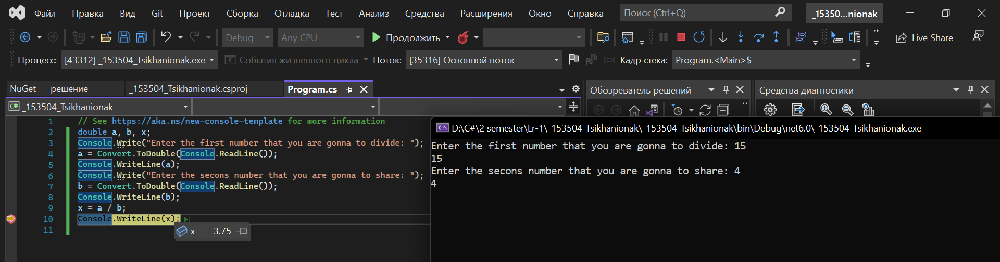 Файл Правка Вид Git Проект Сборка Отладка Тест Анализ Средства Расширения Окно Справка Поиск (Ctrl+Q) _15350...nionak
Debug Any CPU Продолжить Live Share
Процесс: [43312] _153504_Tsikhanionak.exe События жизненного цикла Поток: [35316] Основной поток Кадр стека: Program.<Main>$
NuGet — решение _153504_Tsikhanionak.csproj Program.cs Обозреватель решений Средства диагностики
C# _153504_Tsikhanionak
1 // See https://aka.ms/new-console-template for more information
2 double a, b, x;
3 Console.Write("Enter the first number that you are gonna to divide: ");
4 a = Convert.ToDouble(Console.ReadLine());
5 Console.WriteLine(a);
6 Console.Write("Enter the secons number that you are gonna to share: ");
7 b = Convert.ToDouble(Console.ReadLine());
8 Console.WriteLine(b);
9 x = a / b;
10 Console.WriteLine(x);
11
x 3.75
D:\C#\2 semester\Lr-1\_153504_Tsikhanionak\_153504_Tsikhanionak\bin\Debug\net6.0\_153504_Tsikhanionak.exe
Enter the first number that you are gonna to divide: 15
15
Enter the secons number that you are gonna to share: 4
4